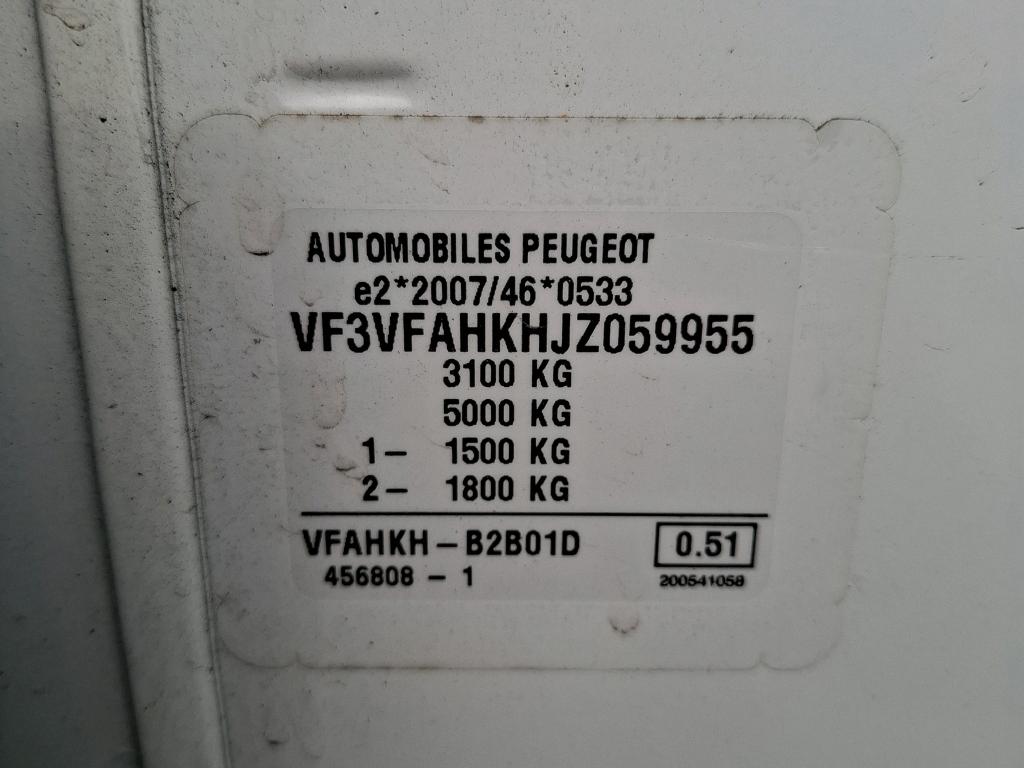 AUTOMOBILES PEUGEOT
e2*2007/46*0533
VF3VFAHKHJZ059955
3100 KG
5000 KG
1– 1500 KG
2– 1800 KG
VFAHKH–B2B01D 0.51
456808 – 1 200541058